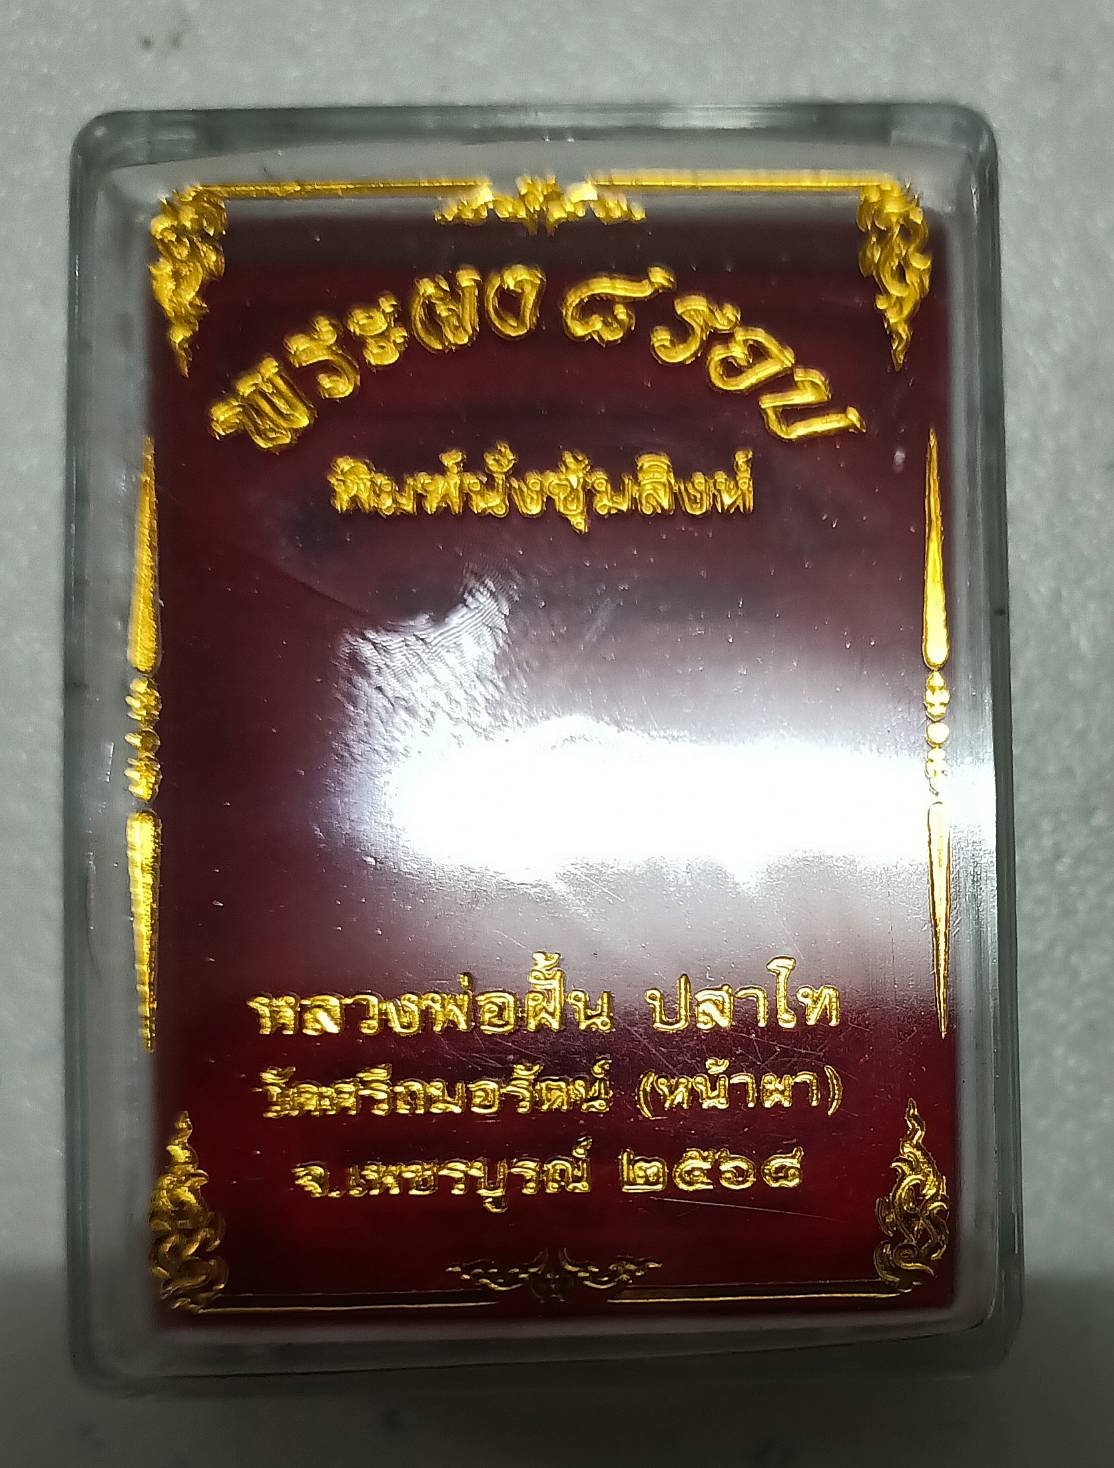 พระผง ๘ รอบ
พิมพ์นั่งซุ้มสิงห์
หลวงพ่อฝั้น ปสาโท
วัดศรีถมอรัตน์ (หน้าผา)
จ.เพชรบูรณ์ ๒๕๖๘